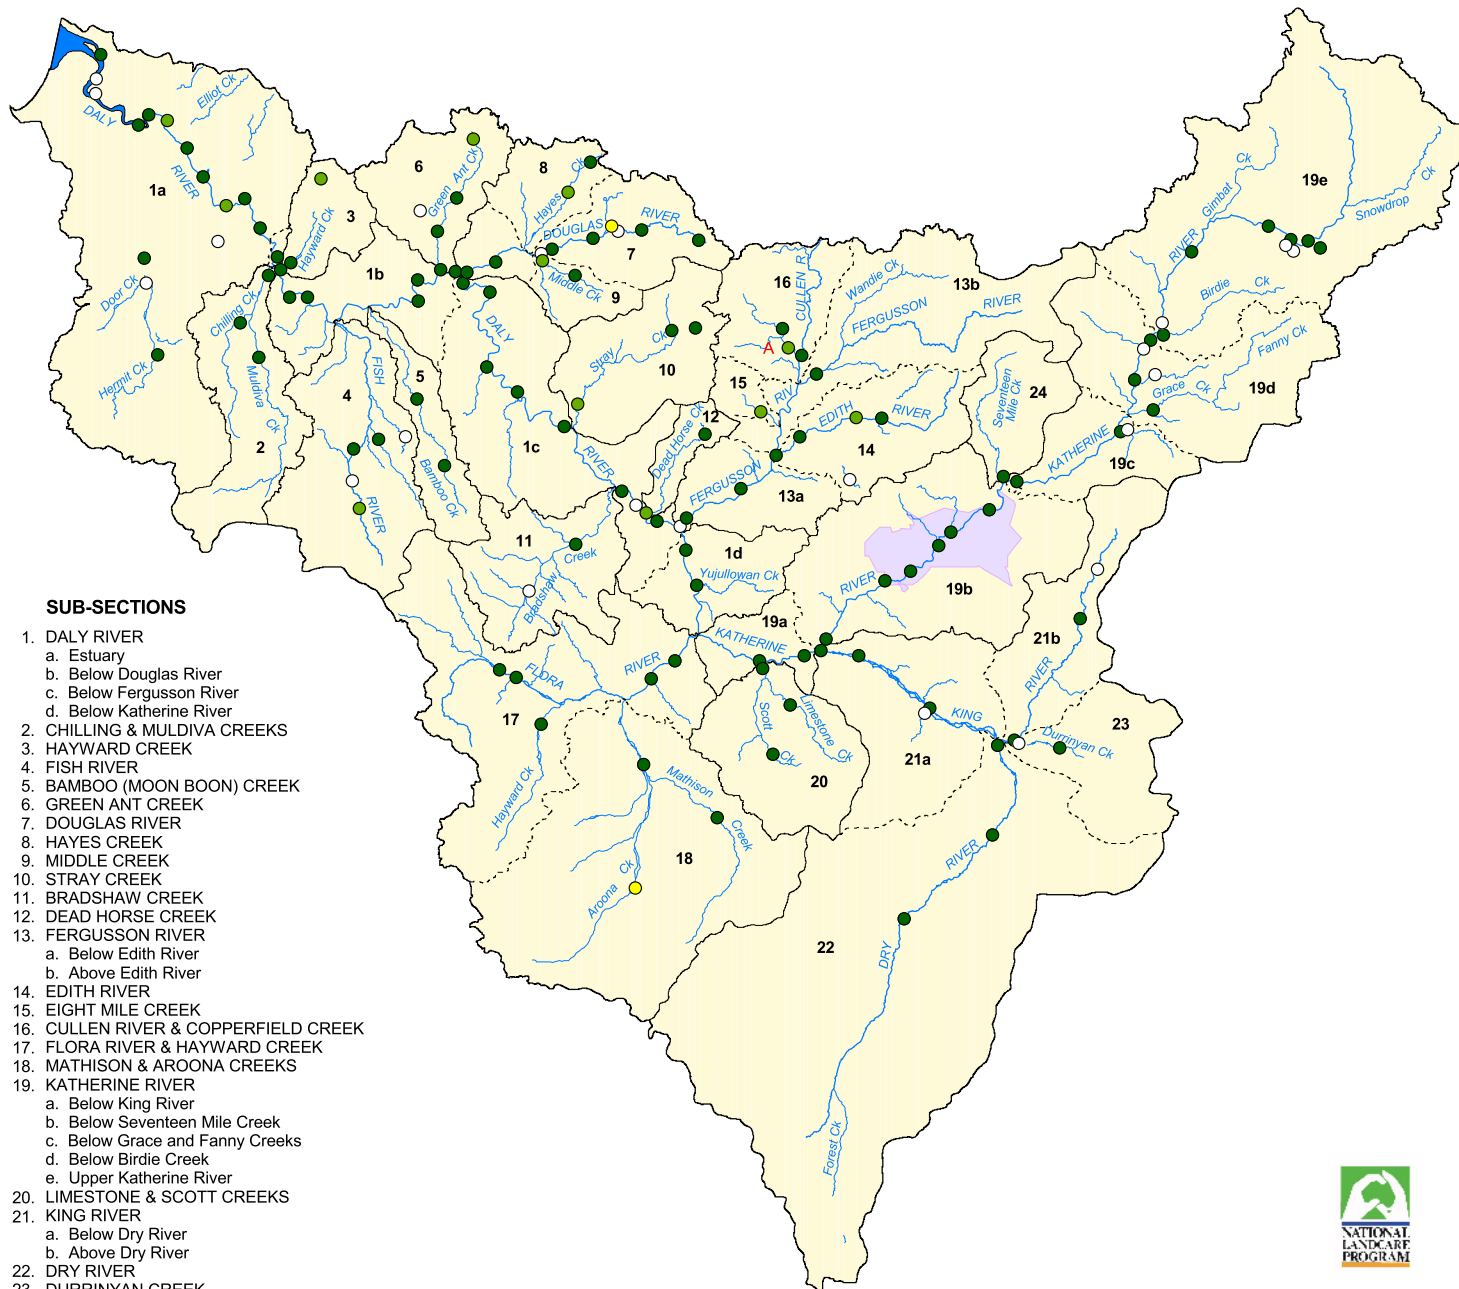 Elliot Ck
DALY
RIVER
1a
Door Ck
Hermit Ck
Chilling Ck
Muldiva
Ck
2
3
Hayward Ck
1b
6
Green Ant Ck
8
Hayes Ck
DOUGLAS
RIVER
7
Middle Ck
9
DALY
RIVER
1c
Stray Ck
10
4
FISH
RIVER
5
Bamboo Ck
11
Bradshaw
Creek
12
Dead Horse Ck
16
CULLEN R
A
15
RIV
Wandie Ck
13b
FERGUSSON
RIVER
EDITH
RIVER
14
FERGUSSON
13a
1d
Yujullowan Ck
19a
KATHERINE
RIVER
19b
24
Seventeen
Mile Ck
KATHERINE
19c
Grace Ck
Fanny Ck
19d
Birdie Ck
RIVER
Gimbat
Ck
19e
Snowdrop
Ck
21b
RIVER
23
Durrinyan Ck
KING
21a
Scott
Ck
Limestone
Ck
20
FLORA
RIVER
17
Hayward Ck
Mathison
Creek
18
Aroona Ck
RIVER
DRY
22
Forest Ck
SUB-SECTIONS
1. DALY RIVER
a. Estuary
b. Below Douglas River
c. Below Fergusson River
d. Below Katherine River
2. CHILLING & MULDIVA CREEKS
3. HAYWARD CREEK
4. FISH RIVER
5. BAMBOO (MOON BOON) CREEK
6. GREEN ANT CREEK
7. DOUGLAS RIVER
8. HAYES CREEK
9. MIDDLE CREEK
10. STRAY CREEK
11. BRADSHAW CREEK
12. DEAD HORSE CREEK
13. FERGUSSON RIVER
a. Below Edith River
b. Above Edith River
14. EDITH RIVER
15. EIGHT MILE CREEK
16. CULLEN RIVER & COPPERFIELD CREEK
17. FLORA RIVER & HAYWARD CREEK
18. MATHISON & AROONA CREEKS
19. KATHERINE RIVER
a. Below King River
b. Below Seventeen Mile Creek
c. Below Grace and Fanny Creeks
d. Below Birdie Creek
e. Upper Katherine River
20. LIMESTONE & SCOTT CREEKS
21. KING RIVER
a. Below Dry River
b. Above Dry River
22. DRY RIVER
23. DURRINYAN CREEK
NATIONAL
LANDCARE
PROGRAM